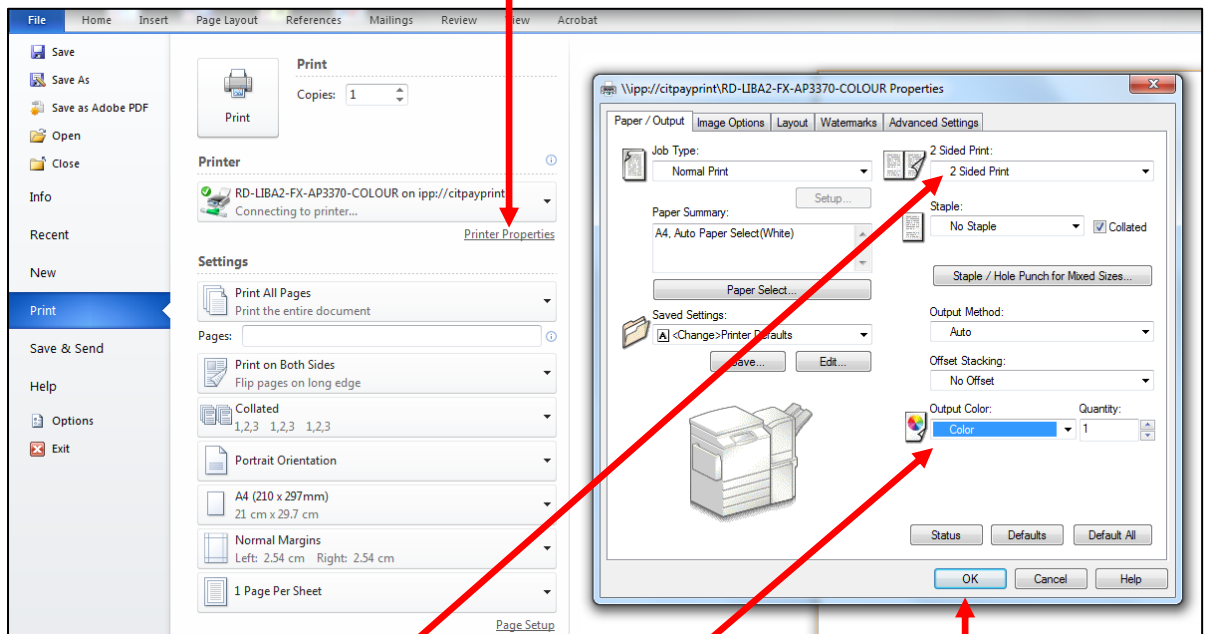 File Home Insert Page Layout References Mailings Review View Acrobat
Save
Save As
Save as Adobe PDF
Open
Close
Info
Recent
New
Print
Save & Send
Help
Options
Exit
Print
Print
Copies: 1
Printer
RD-LIBA2-FX-AP3370-COLOUR on ipp://citpayprint
Connecting to printer...
Printer Properties
Settings
Print All Pages
Print the entire document
Pages:
Print on Both Sides
Flip pages on long edge
Collated
1,2,3 1,2,3 1,2,3
Portrait Orientation
A4 (210 x 297mm)
21 cm x 29.7 cm
Normal Margins
Left: 2.54 cm Right: 2.54 cm
1 Page Per Sheet
Page Setup
\\ipp://citpayprint\RD-LIBA2-FX-AP3370-COLOUR Properties
Paper / Output Image Options Layout Watermarks Advanced Settings
Job Type:
Normal Print
Setup...
Paper Summary:
A4, Auto Paper Select(White)
Paper Select...
Saved Settings:
A <Change>Printer Defaults
Save... Edit...
2 Sided Print:
2 Sided Print
Staple:
No Staple Collated
Staple / Hole Punch for Mixed Sizes...
Output Method:
Auto
Offset Stacking:
No Offset
Output Color: Quantity:
Color 1
Status Defaults Default All
OK Cancel Help